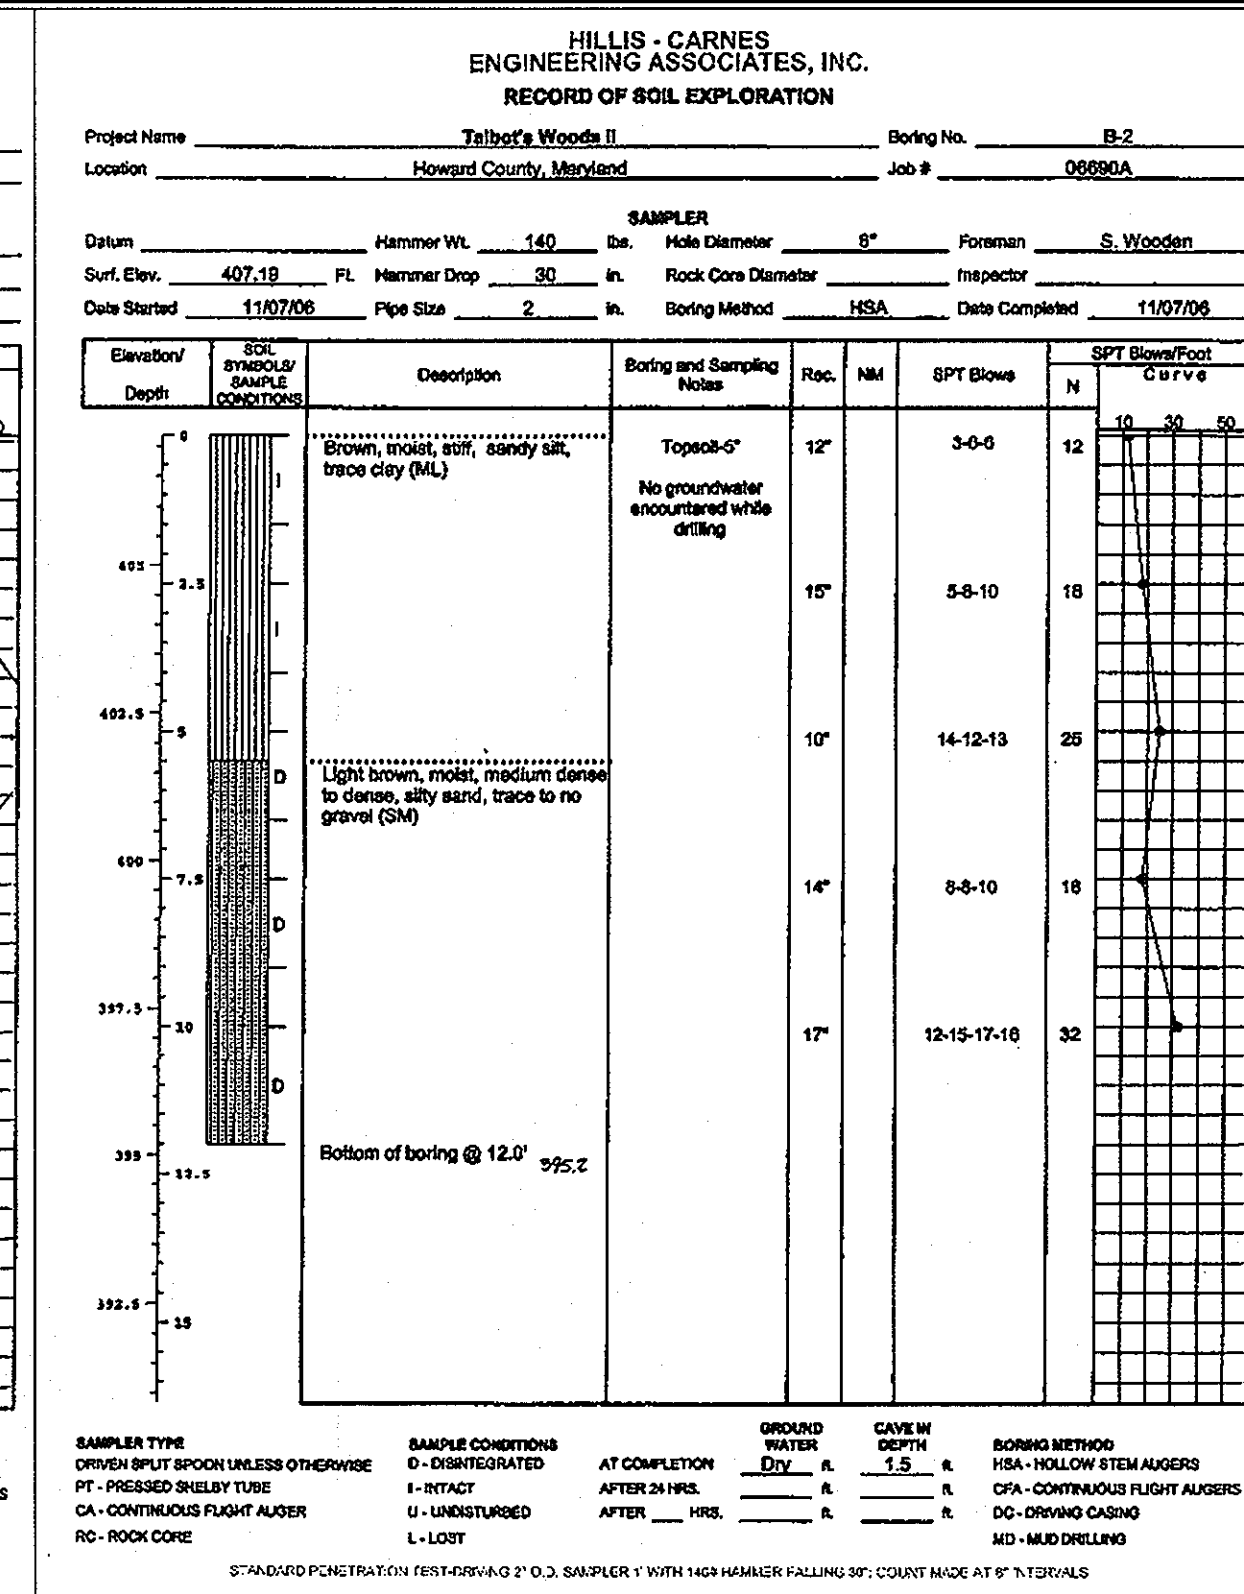 HILLIS - CARNES
ENGINEERING ASSOCIATES, INC.
RECORD OF SOIL EXPLORATION
Project Name Talbot's Woods II Boring No. B-2
Location Howard County, Maryland Job # 06690A
SAMPLER
Datum Hammer Wt. 140 lbs. Hole Diameter 6" Foreman S. Wooden
Surf. Elev. 407.19 Ft. Hammer Drop 30 in. Rock Core Diameter Inspector
Date Started 11/07/06 Pipe Size 2 in. Boring Method HSA Date Completed 11/07/06
Elevation/ Depth SOIL SYMBOLS/ SAMPLE CONDITIONS Description Boring and Sampling Notes Rec. NM SPT Blows SPT Blows/Foot
N Curve
10 30 50
0 Brown, moist, stiff, sandy silt, Topsoil-5" 12" 3-6-6 12
trace clay (ML)
I No groundwater
encountered while
drilling
405
2.5 15" 5-8-10 18
I
402.5
5 10" 14-12-13 25
D Light brown, moist, medium dense
to dense, silty sand, trace to no
gravel (SM)
400
7.5 14" 8-8-10 18
D
397.5
10 17" 12-15-17-18 32
D
395 Bottom of boring @ 12.0' 395.2
12.5
392.5
15
GROUND CAVE IN
SAMPLER TYPE SAMPLE CONDITIONS WATER DEPTH BORING METHOD
DRIVEN SPLIT SPOON UNLESS OTHERWISE D - DISINTEGRATED AT COMPLETION Dry ft. 1.5 ft. HSA - HOLLOW STEM AUGERS
PT - PRESSED SHELBY TUBE I - INTACT AFTER 24 HRS. ft. ft. CFA - CONTINUOUS FLIGHT AUGERS
CA - CONTINUOUS FLIGHT AUGER U - UNDISTURBED AFTER HRS. ft. ft. DC - DRIVING CASING
RC - ROCK CORE L - LOST MD - MUD DRILLING
STANDARD PENETRATION TEST-DRIVING 2" O.D. SAMPLER 1' WITH 140# HAMMER FALLING 30"; COUNT MADE AT 6" INTERVALS